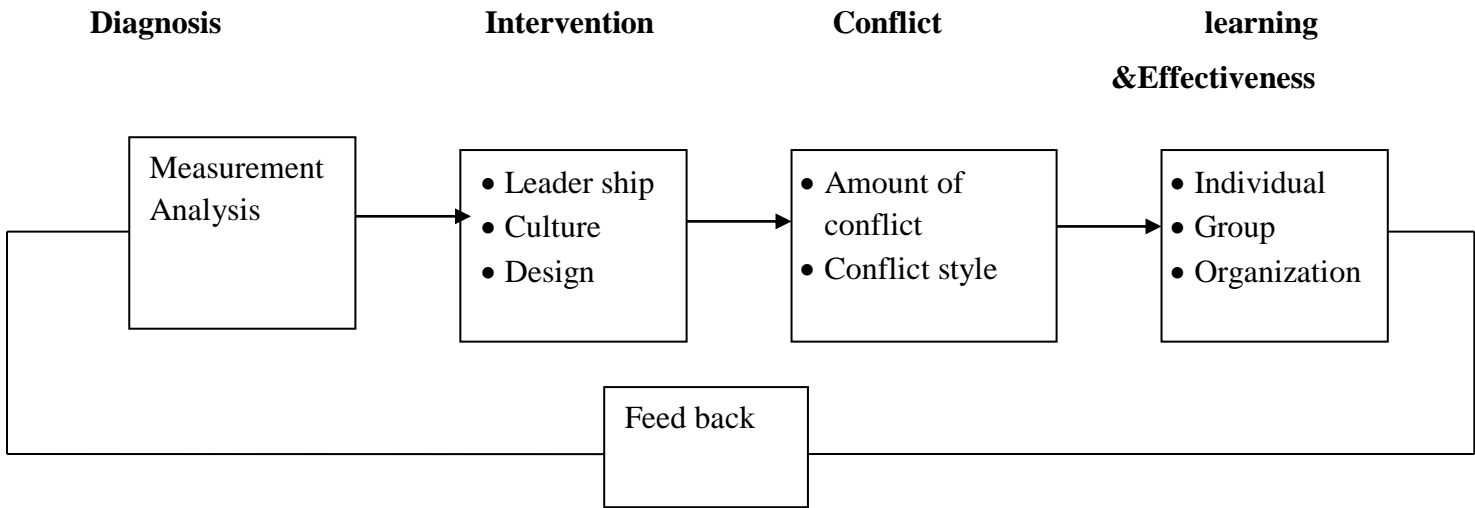 Diagnosis Intervention Conflict learning
&Effectiveness
Measurement
Analysis
• Leader ship
• Culture
• Design
• Amount of
conflict
• Conflict style
• Individual
• Group
• Organization
Feed back